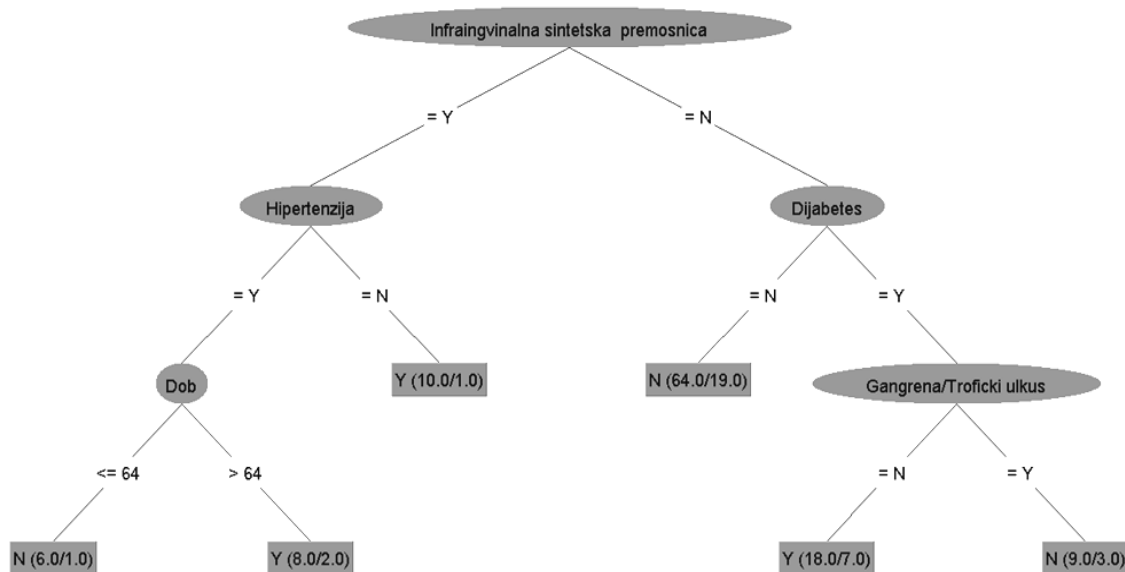 Infraingvinalna sintetska premosnica
= Y
= N
Hipertenzija
Dijabetes
= Y
= N
= N
= Y
Dob
Y (10.0/1.0)
N (64.0/19.0)
Gangrena/Troficki ulkus
<= 64
> 64
= N
= Y
N (6.0/1.0)
Y (8.0/2.0)
Y (18.0/7.0)
N (9.0/3.0)